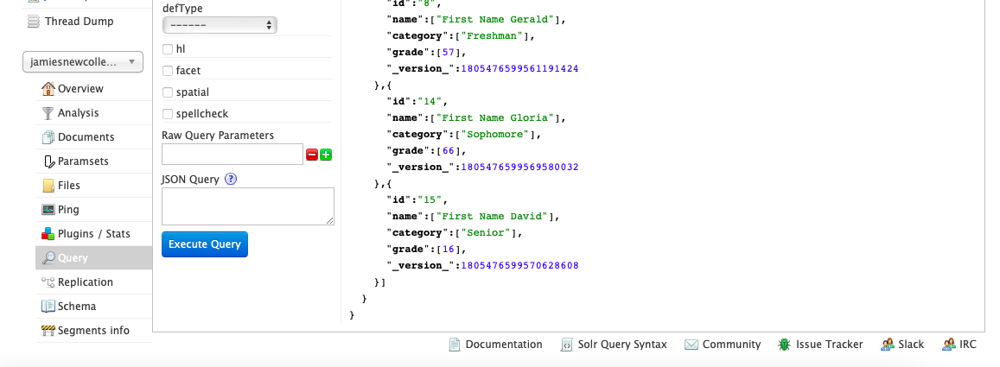 Thread Dump
jamiesnewcolle...
Overview
Analysis
Documents
Paramsets
Files
Ping
Plugins / Stats
Query
Replication
Schema
Segments info
defType
------
hl
facet
spatial
spellcheck
Raw Query Parameters
JSON Query ?
Execute Query
"id":"8",
"name":["First Name Gerald"],
"category":["Freshman"],
"grade":[57],
"_version_":1805476599561191424
},{
"id":"14",
"name":["First Name Gloria"],
"category":["Sophomore"],
"grade":[66],
"_version_":1805476599569580032
},{
"id":"15",
"name":["First Name David"],
"category":["Senior"],
"grade":[16],
"_version_":1805476599570628608
}]
}
}
Documentation Solr Query Syntax Community Issue Tracker Slack IRC